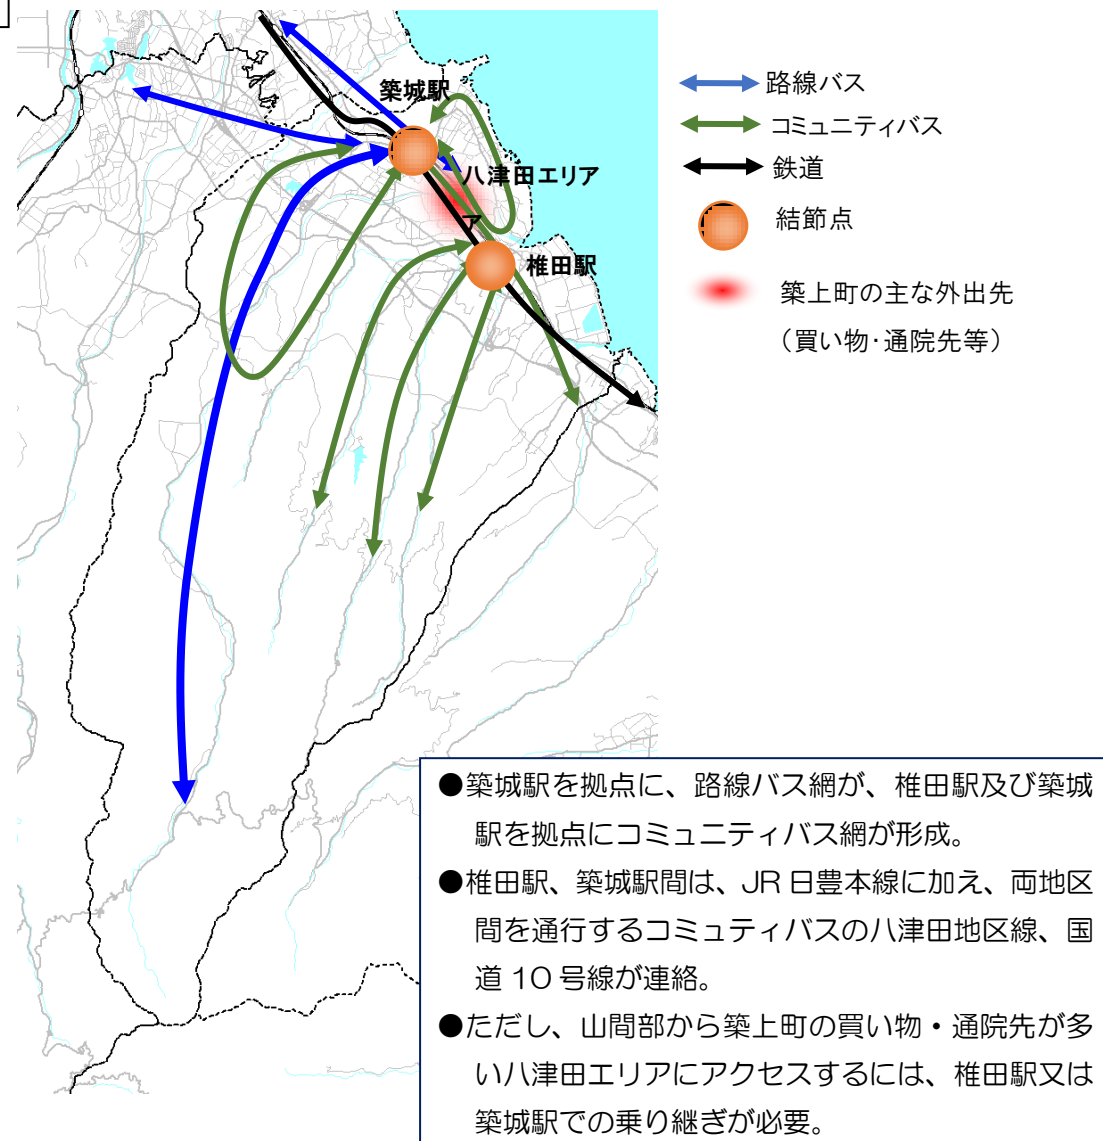 築城駅
八津田エリア
ア
椎田駅
路線バス
コミュニティバス
鉄道
結節点
築上町の主な外出先
（買い物・通院先等）
●築城駅を拠点に、路線バス網が、椎田駅及び築城
駅を拠点にコミュニティバス網が形成。
●椎田駅、築城駅間は、JR日豊本線に加え、両地区
間を通行するコミュティバスの八津田地区線、国
道10号線が連絡。
●ただし、山間部から築上町の買い物・通院先が多
い八津田エリアにアクセスするには、椎田駅又は
築城駅での乗り継ぎが必要。